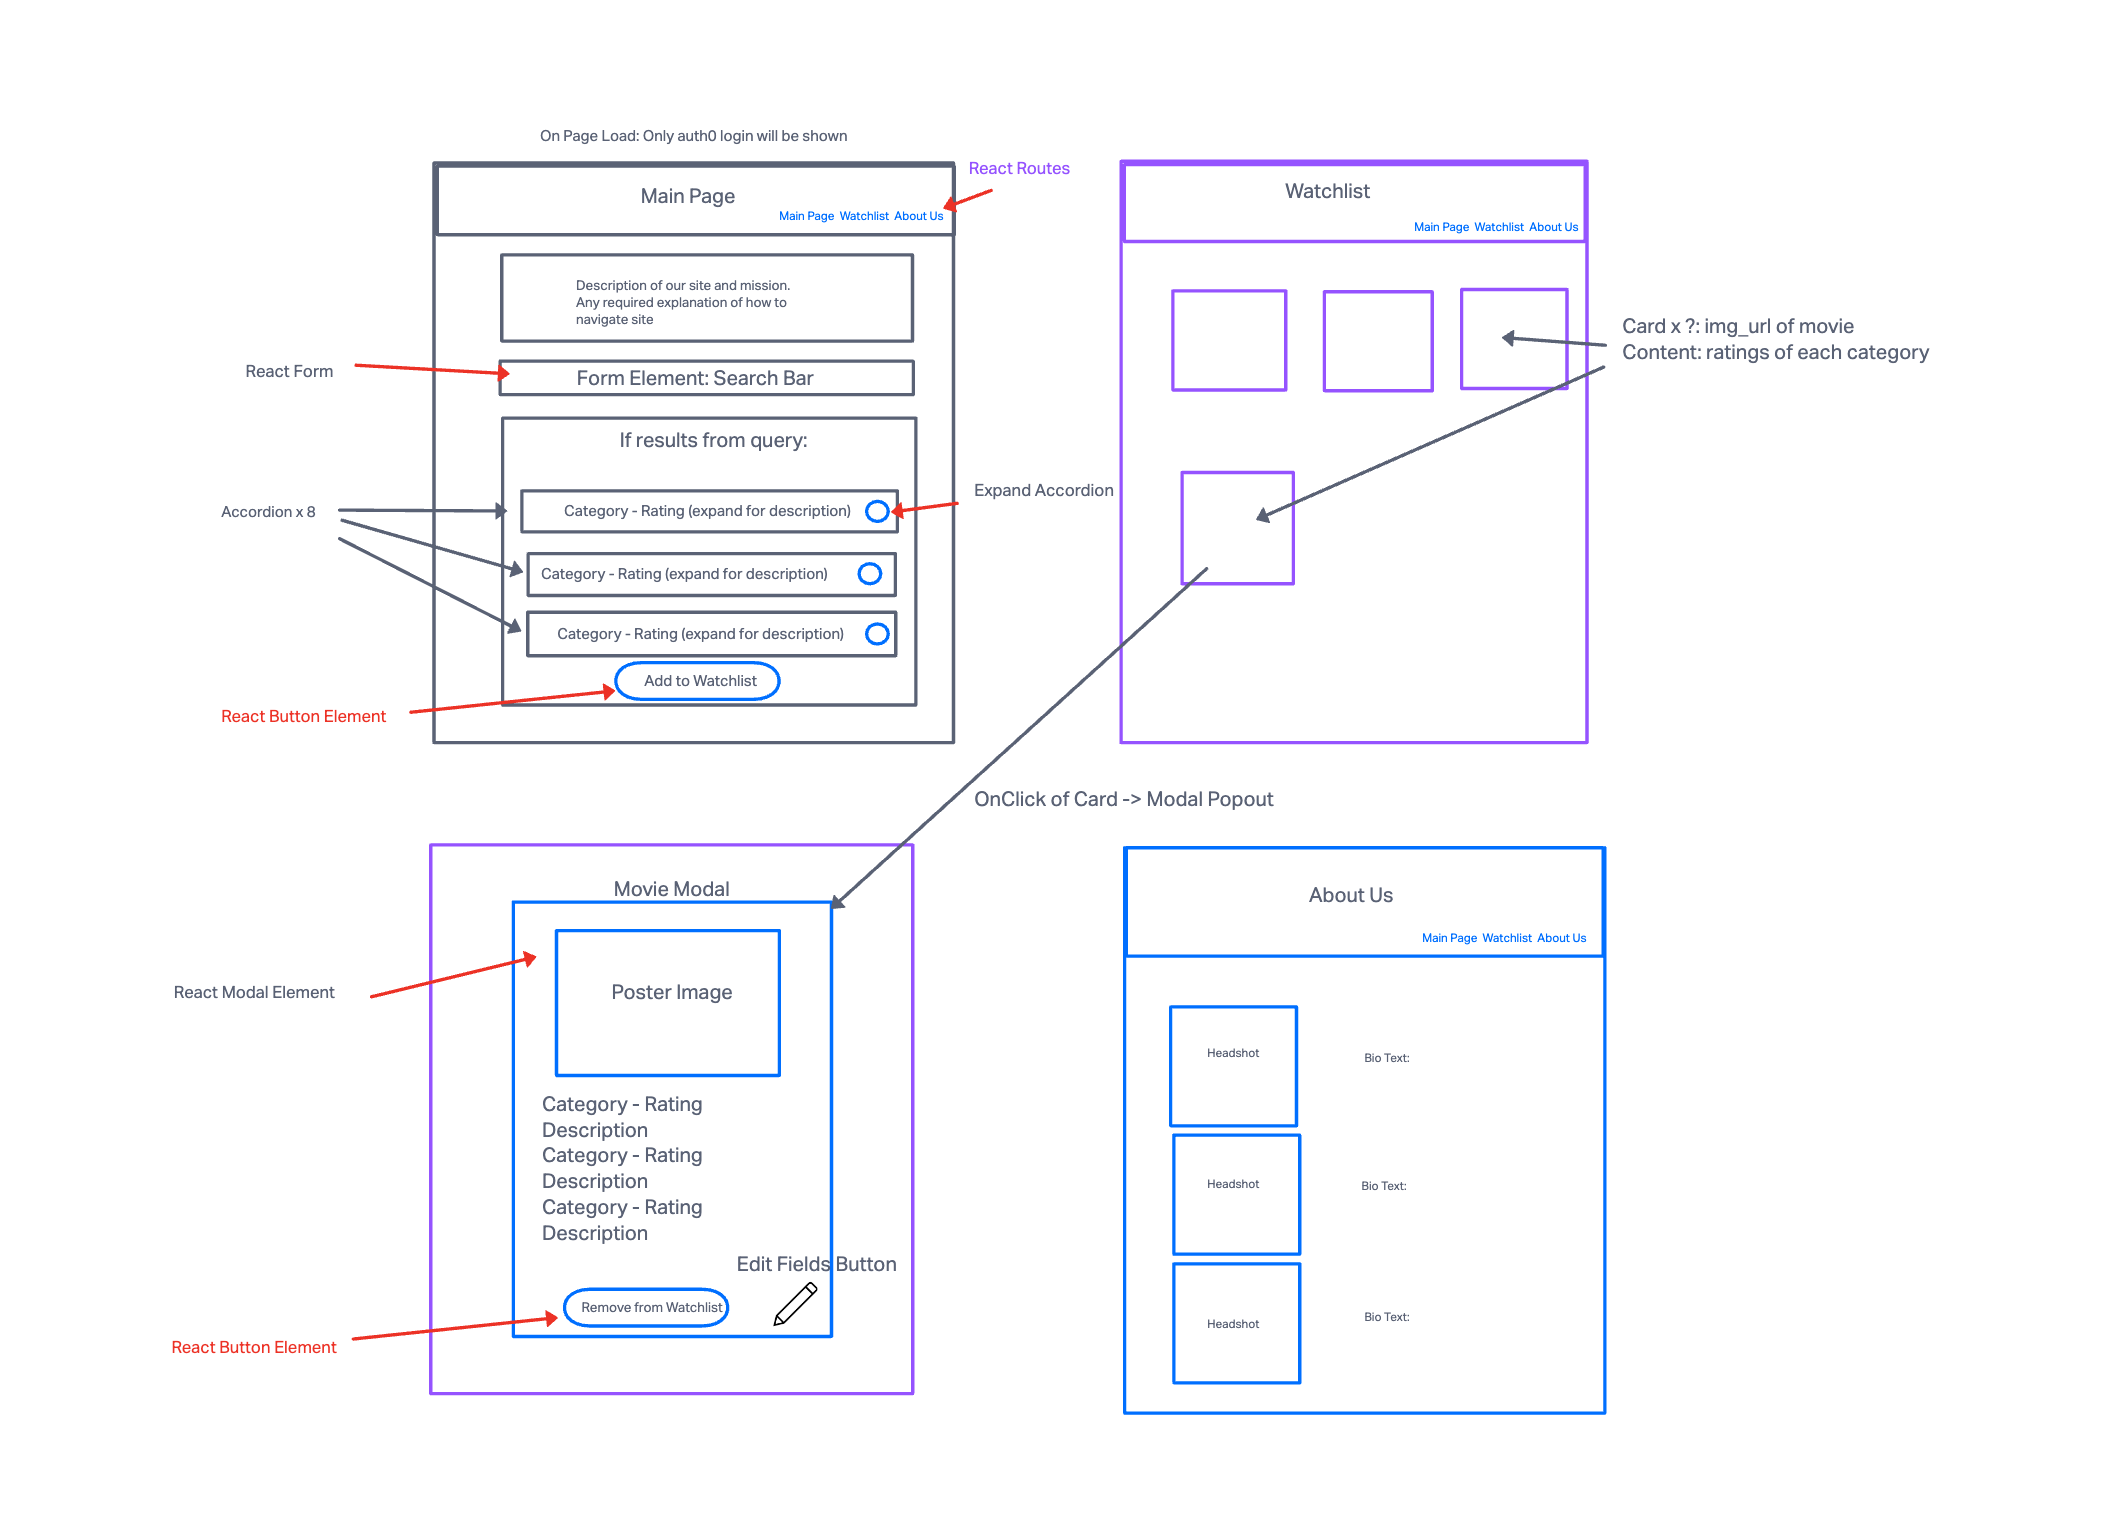 On Page Load: Only auth0 login will be shown
Main Page
Main Page Watchlist About Us
React Routes
Description of our site and mission.
Any required explanation of how to
navigate site
React Form
Form Element: Search Bar
If results from query:
Accordion x 8
Category - Rating (expand for description)
Expand Accordion
Category - Rating (expand for description)
Category - Rating (expand for description)
Add to Watchlist
React Button Element
Watchlist
Main Page Watchlist About Us
Card x ?: img_url of movie
Content: ratings of each category
OnClick of Card -> Modal Popout
Movie Modal
React Modal Element
Poster Image
Category - Rating
Description
Category - Rating
Description
Category - Rating
Description
Edit Fields Button
Remove from Watchlist
React Button Element
About Us
Main Page Watchlist About Us
Headshot
Bio Text:
Headshot
Bio Text:
Headshot
Bio Text: